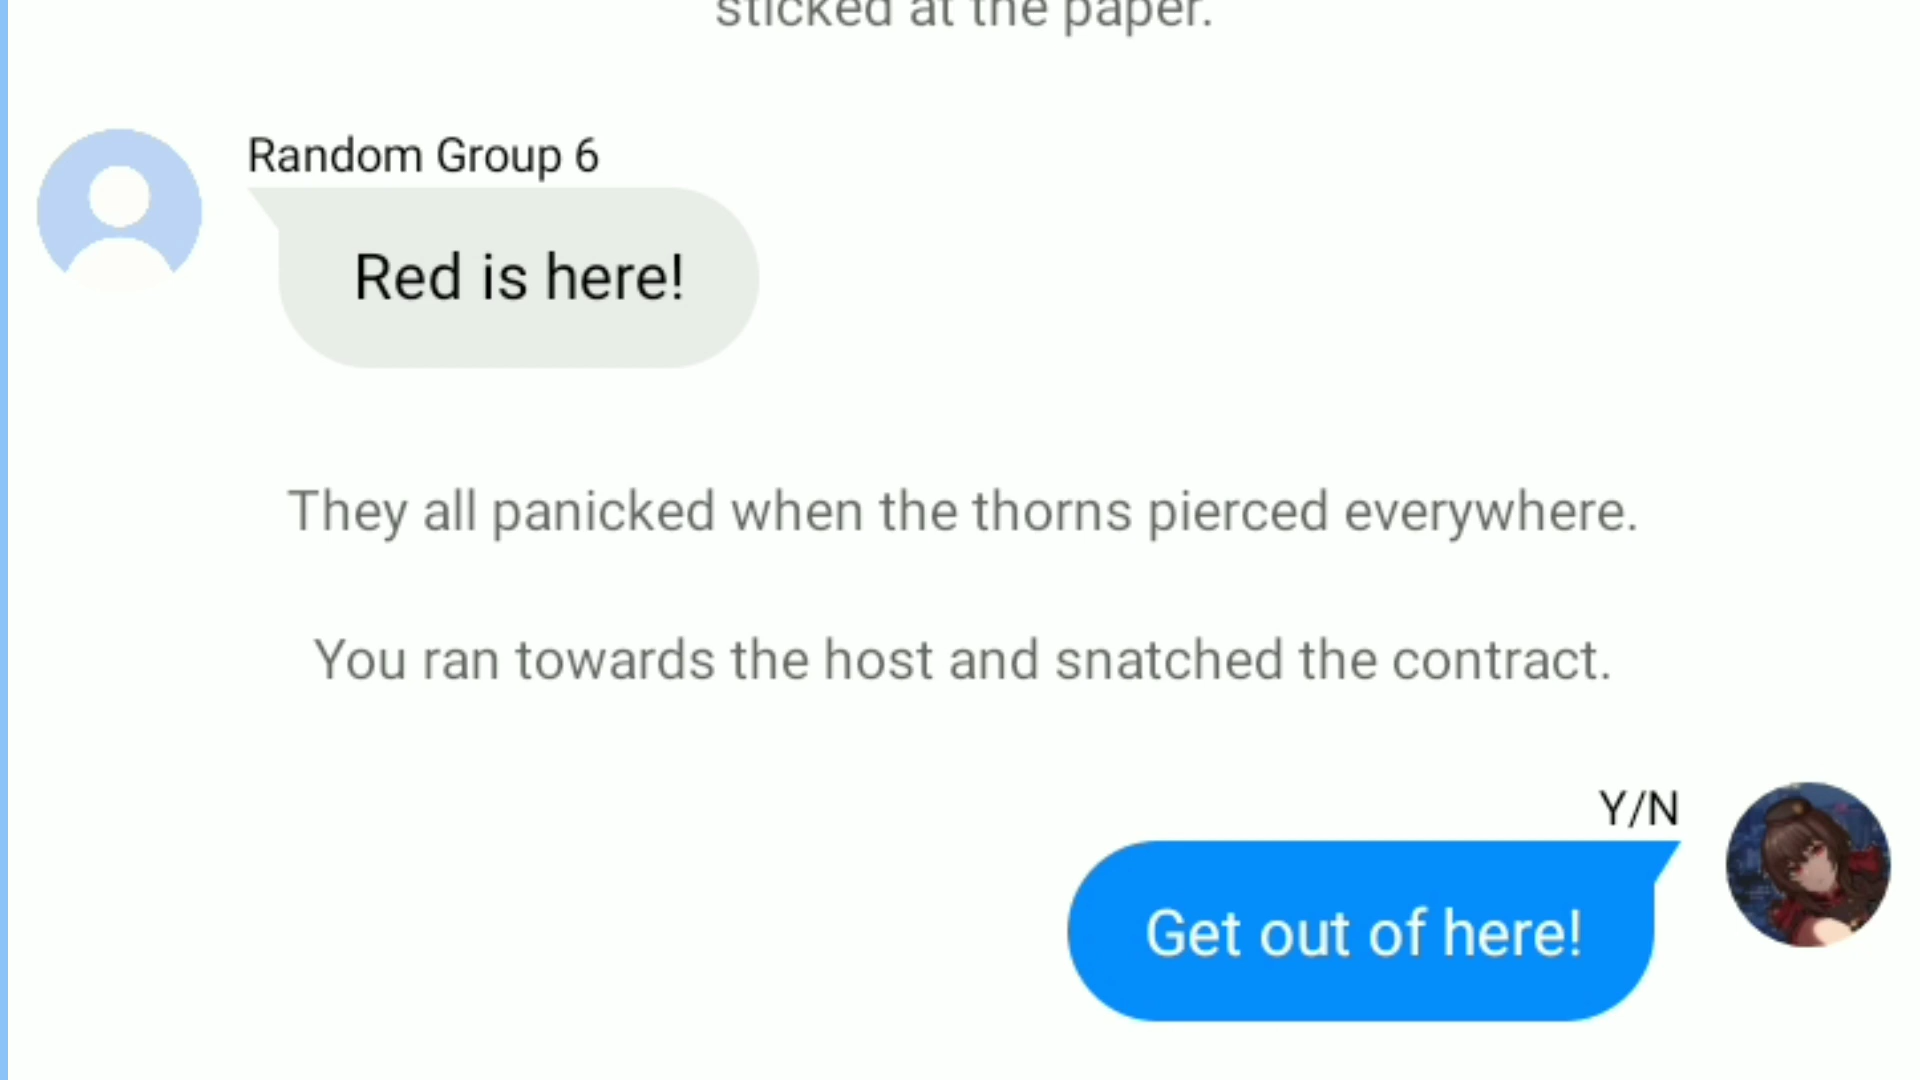 sticked at the paper.
Random Group 6
Red is here!
They all panicked when the thorns pierced everywhere.
You ran towards the host and snatched the contract.
Y/N
Get out of here!